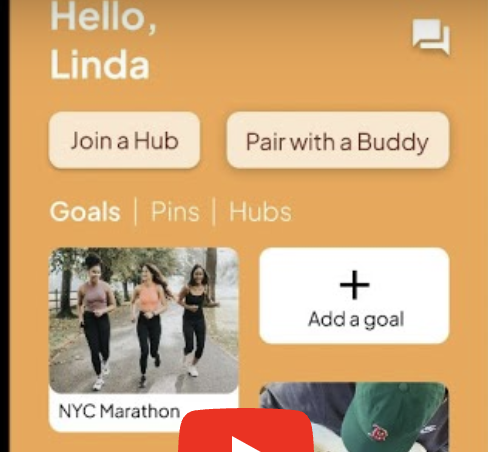 Hello,
Linda
Join a Hub
Pair with a Buddy
Goals | Pins | Hubs
Add a goal
NYC Marathon